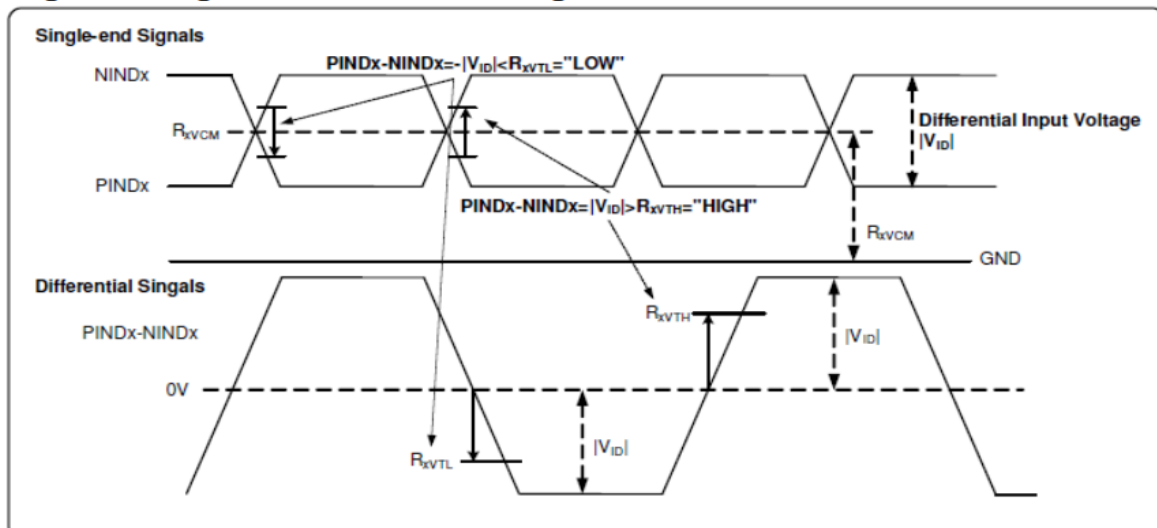 Single-end Signals
NINDx
PINDx-NINDx=-|VID|<RxVTL="LOW"
RxVCM
Differential Input Voltage
|VID|
PINDx
PINDx-NINDx=|VID|>RxVTH="HIGH"
RxVCM
GND
Differential Singals
PINDx-NINDx
RxVTH
|VID|
0V
RxVTL
|VID|